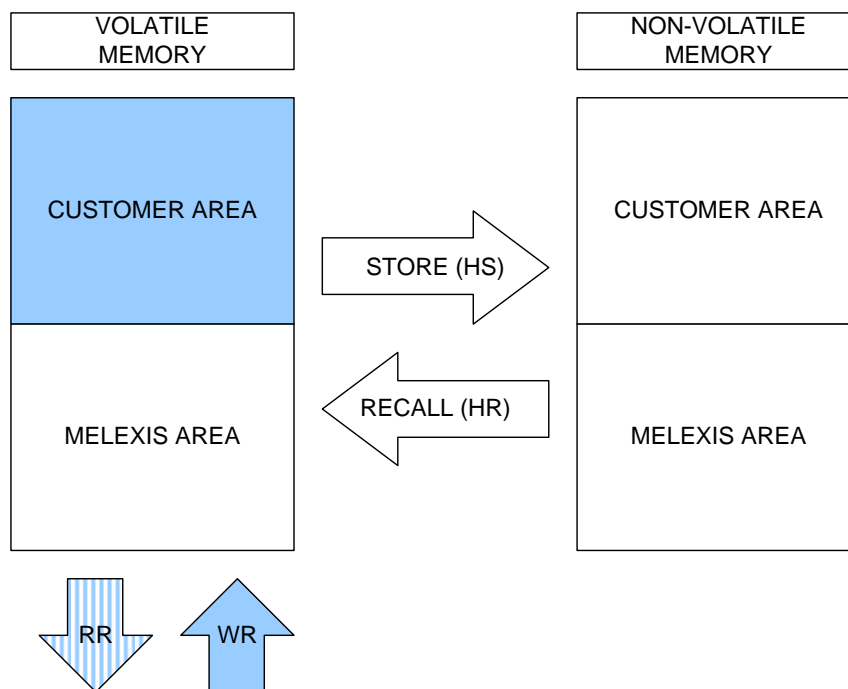 VOLATILE
MEMORY
NON-VOLATILE
MEMORY
CUSTOMER AREA
CUSTOMER AREA
STORE (HS)
RECALL (HR)
MELEXIS AREA
MELEXIS AREA
RR
WR